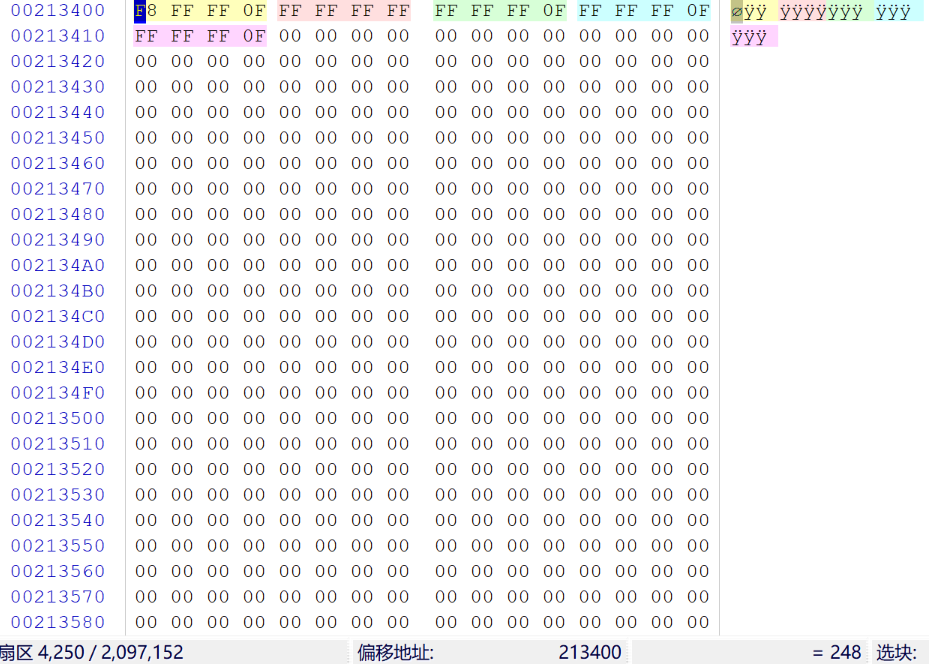 00213400 F8 FF FF 0F FF FF FF FF FF FF FF 0F FF FF FF 0F øÿÿ ÿÿÿÿÿÿÿ ÿÿÿ
00213410 FF FF FF 0F 00 00 00 00 00 00 00 00 00 00 00 00 ÿÿÿ
00213420 00 00 00 00 00 00 00 00 00 00 00 00 00 00 00 00
00213430 00 00 00 00 00 00 00 00 00 00 00 00 00 00 00 00
00213440 00 00 00 00 00 00 00 00 00 00 00 00 00 00 00 00
00213450 00 00 00 00 00 00 00 00 00 00 00 00 00 00 00 00
00213460 00 00 00 00 00 00 00 00 00 00 00 00 00 00 00 00
00213470 00 00 00 00 00 00 00 00 00 00 00 00 00 00 00 00
00213480 00 00 00 00 00 00 00 00 00 00 00 00 00 00 00 00
00213490 00 00 00 00 00 00 00 00 00 00 00 00 00 00 00 00
002134A0 00 00 00 00 00 00 00 00 00 00 00 00 00 00 00 00
002134B0 00 00 00 00 00 00 00 00 00 00 00 00 00 00 00 00
002134C0 00 00 00 00 00 00 00 00 00 00 00 00 00 00 00 00
002134D0 00 00 00 00 00 00 00 00 00 00 00 00 00 00 00 00
002134E0 00 00 00 00 00 00 00 00 00 00 00 00 00 00 00 00
002134F0 00 00 00 00 00 00 00 00 00 00 00 00 00 00 00 00
00213500 00 00 00 00 00 00 00 00 00 00 00 00 00 00 00 00
00213510 00 00 00 00 00 00 00 00 00 00 00 00 00 00 00 00
00213520 00 00 00 00 00 00 00 00 00 00 00 00 00 00 00 00
00213530 00 00 00 00 00 00 00 00 00 00 00 00 00 00 00 00
00213540 00 00 00 00 00 00 00 00 00 00 00 00 00 00 00 00
00213550 00 00 00 00 00 00 00 00 00 00 00 00 00 00 00 00
00213560 00 00 00 00 00 00 00 00 00 00 00 00 00 00 00 00
00213570 00 00 00 00 00 00 00 00 00 00 00 00 00 00 00 00
00213580 00 00 00 00 00 00 00 00 00 00 00 00 00 00 00 00
扇区 4,250 / 2,097,152 偏移地址: 213400 = 248 选块: